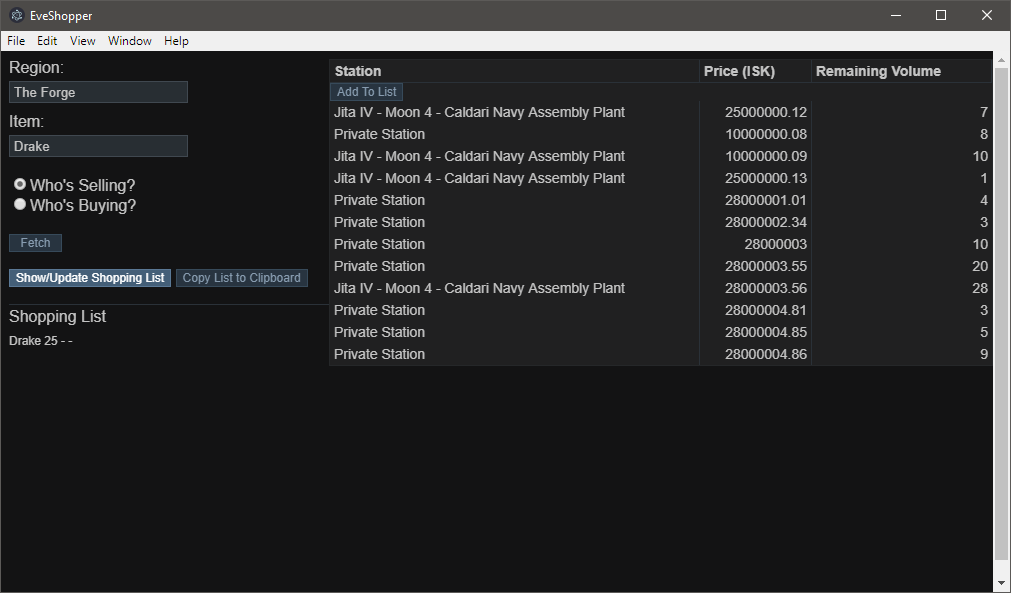 EveShopper
File Edit View Window Help
Region:
The Forge
Item:
Drake
Who's Selling?
Who's Buying?
Fetch
Show/Update Shopping List Copy List to Clipboard
Shopping List
Drake 25 - -
Station Price (ISK) Remaining Volume
Add To List
Jita IV - Moon 4 - Caldari Navy Assembly Plant 25000000.12 7
Private Station 10000000.08 8
Jita IV - Moon 4 - Caldari Navy Assembly Plant 10000000.09 10
Jita IV - Moon 4 - Caldari Navy Assembly Plant 25000000.13 1
Private Station 28000001.01 4
Private Station 28000002.34 3
Private Station 28000003 10
Private Station 28000003.55 20
Jita IV - Moon 4 - Caldari Navy Assembly Plant 28000003.56 28
Private Station 28000004.81 3
Private Station 28000004.85 5
Private Station 28000004.86 9